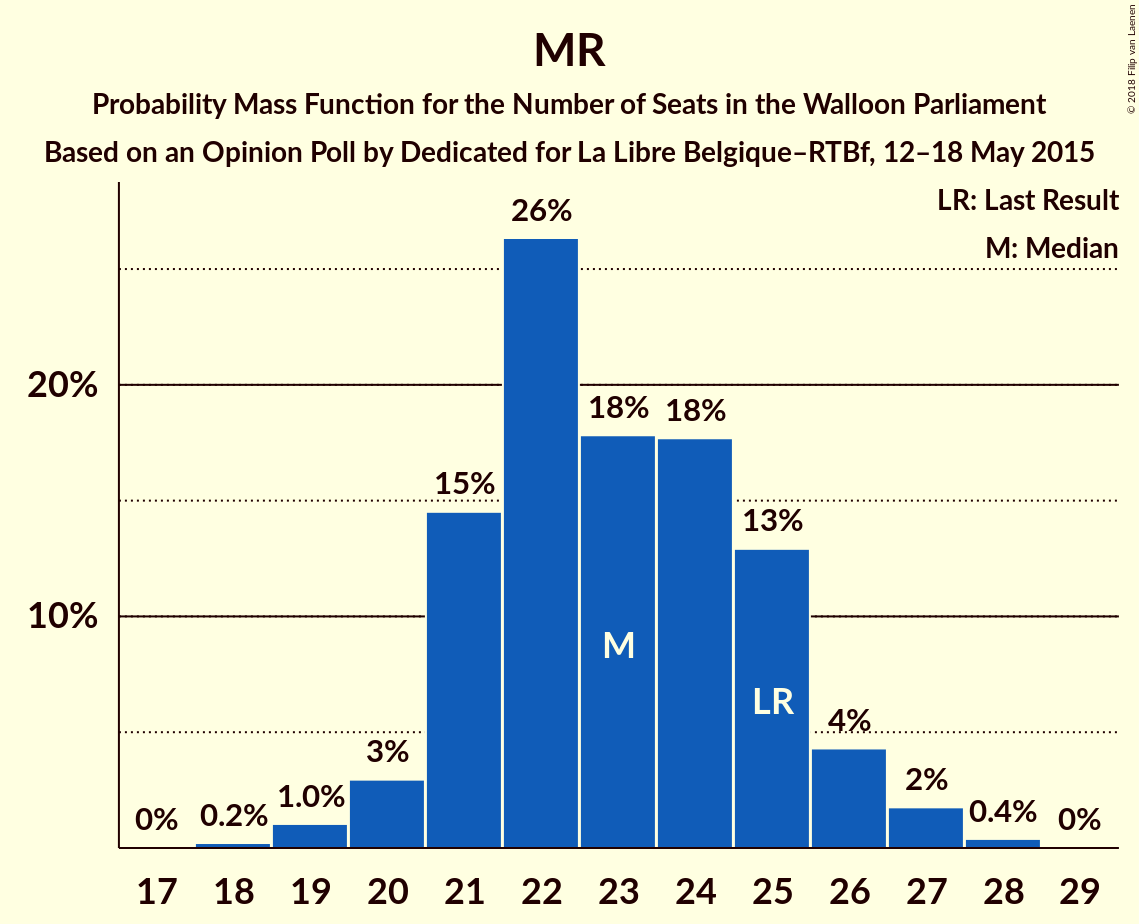 MR
Probability Mass Function for the Number of Seats in the Walloon Parliament
Based on an Opinion Poll by Dedicated for La Libre Belgique–RTBf, 12–18 May 2015
© 2018 Filip van Laenen
LR: Last Result
M: Median
20%
10%
0%
0.2%
1.0%
3%
15%
26%
18%
18%
13%
4%
2%
0.4%
0%
M
LR
17 18 19 20 21 22 23 24 25 26 27 28 29